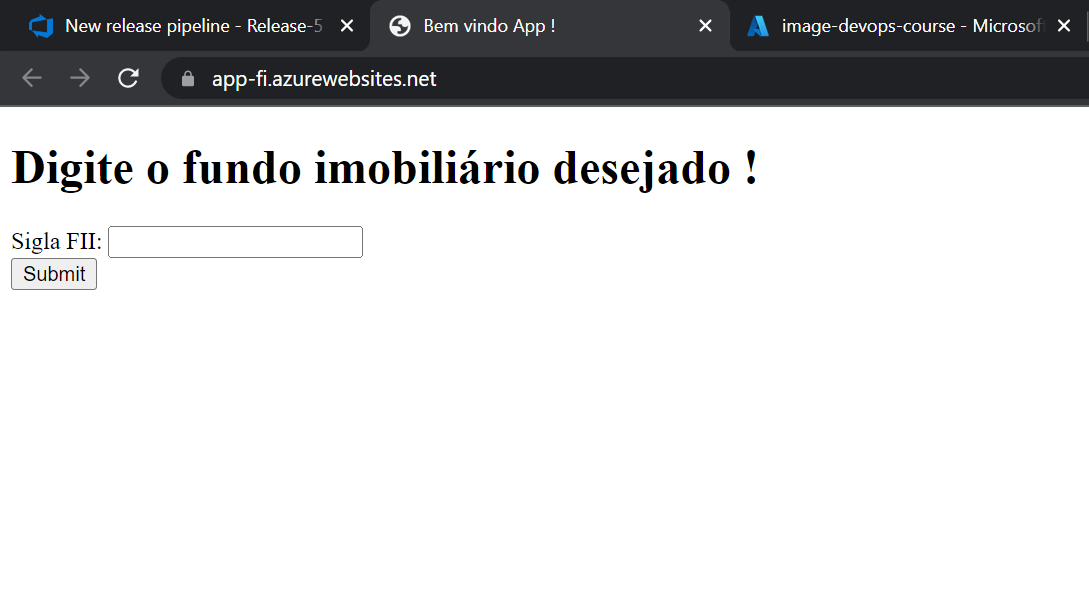 New release pipeline - Release-5
Bem vindo App !
image-devops-course - Microsoft
app-fi.azurewebsites.net
Digite o fundo imobiliário desejado !
Sigla FII:
Submit